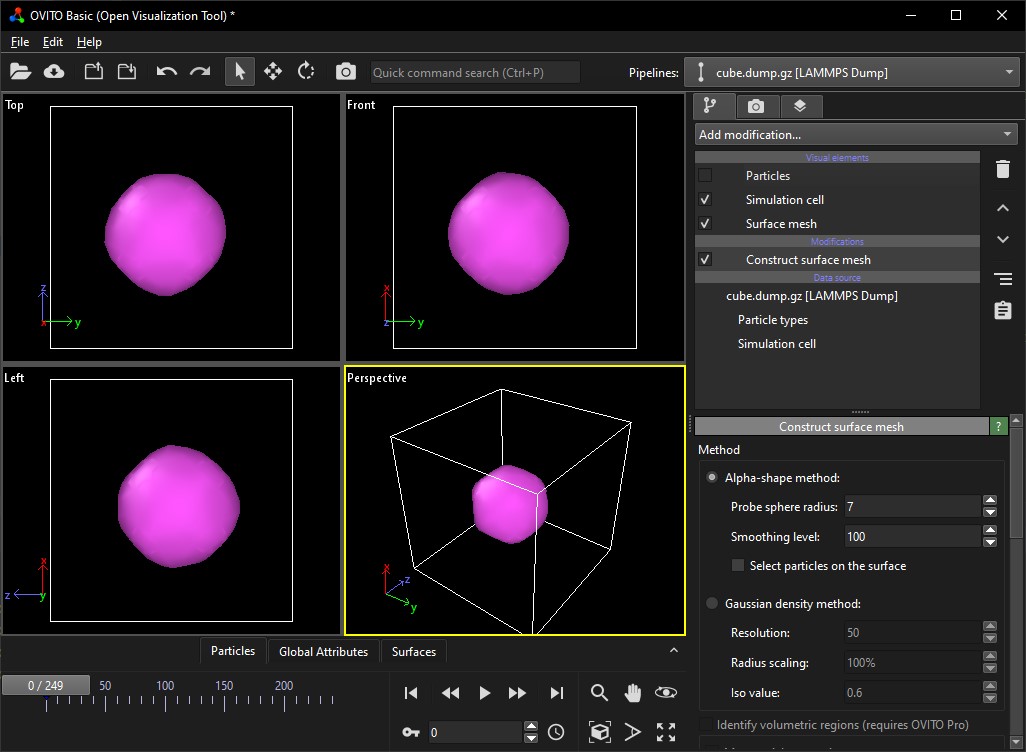 OVITO Basic (Open Visualization Tool) *
File Edit Help
Quick command search (Ctrl+P)
Pipelines:
cube.dump.gz [LAMMPS Dump]
Top
z
x
y
Front
x
z
y
Left
x
z
y
Perspective
x
z
y
Add modification...
Visual elements
Particles
Simulation cell
Surface mesh
Modifications
Construct surface mesh
Data source
cube.dump.gz [LAMMPS Dump]
Particle types
Simulation cell
Construct surface mesh
?
Method
Alpha-shape method:
Probe sphere radius: 7
Smoothing level: 100
Select particles on the surface
Gaussian density method:
Resolution: 50
Radius scaling: 100%
Iso value: 0.6
Identify volumetric regions (requires OVITO Pro)
Particles Global Attributes Surfaces
0 / 249 50 100 150 200
0